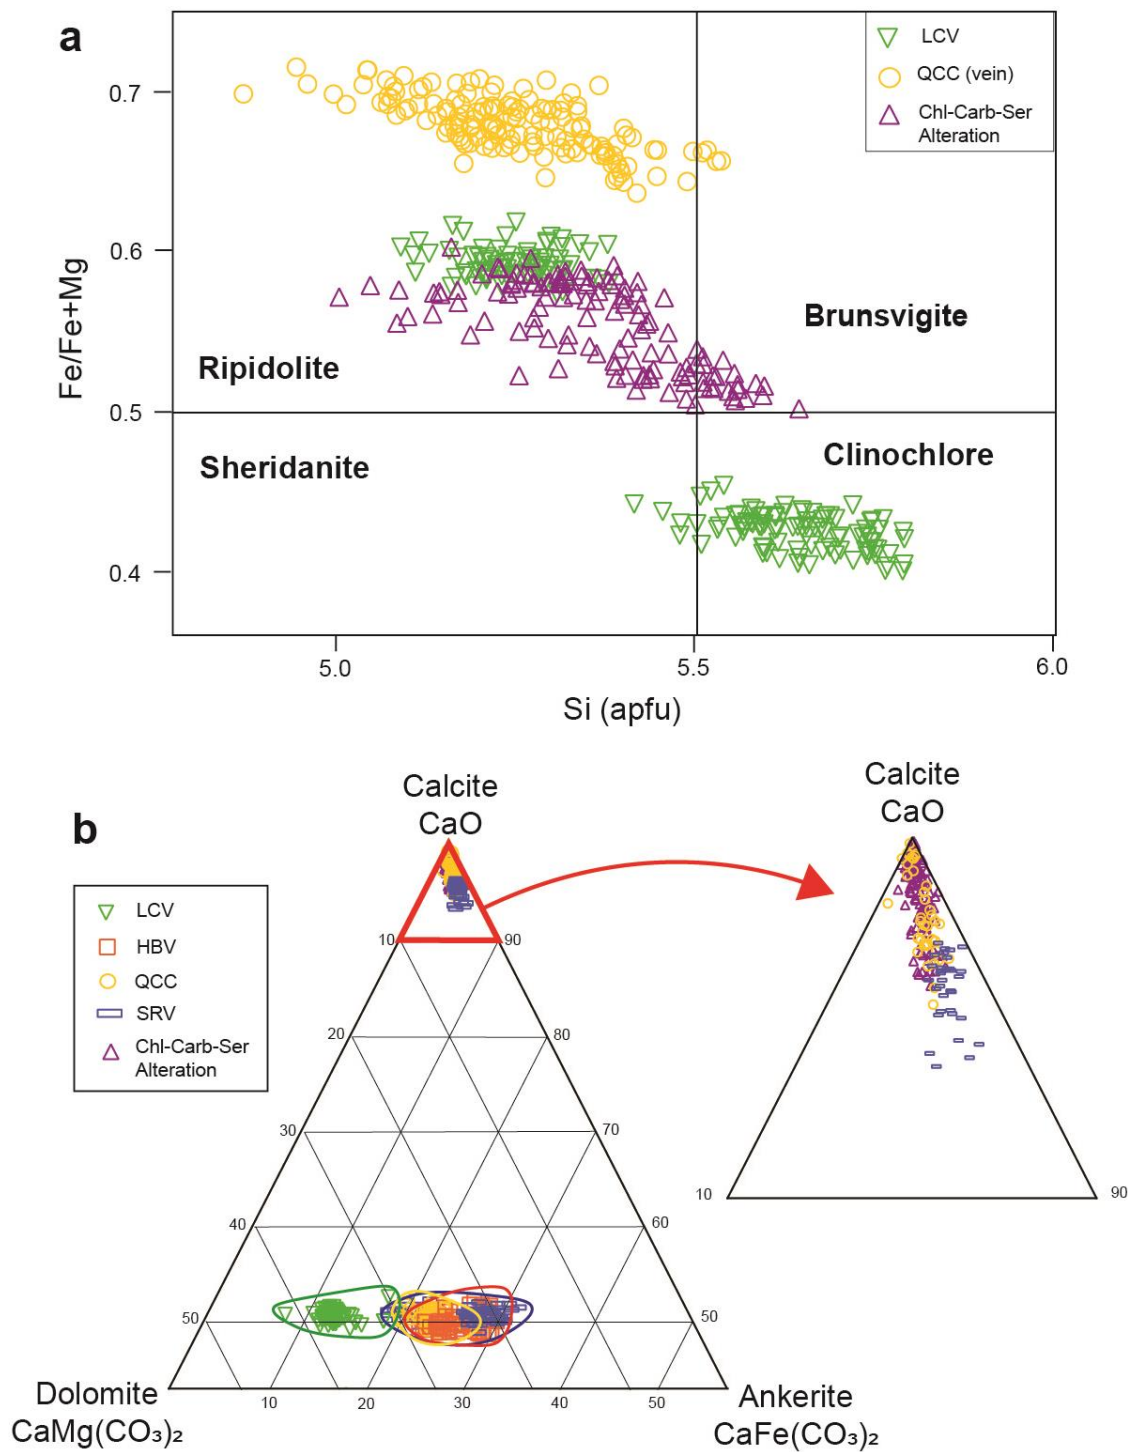 a
LCV
QCC (vein)
Chl-Carb-Ser
Alteration
0.7
0.6
0.5
0.4
Fe/Fe+Mg
Brunsvigite
Ripidolite
Sheridanite
Clinochlore
5.0
5.5
6.0
Si (apfu)
b
LCV
HBV
QCC
SRV
Chl-Carb-Ser
Alteration
Calcite
CaO
10
90
20
80
30
70
40
60
50
50
10
20
30
40
50
Dolomite
CaMg(CO₃)₂
Ankerite
CaFe(CO₃)₂
Calcite
CaO
10
90